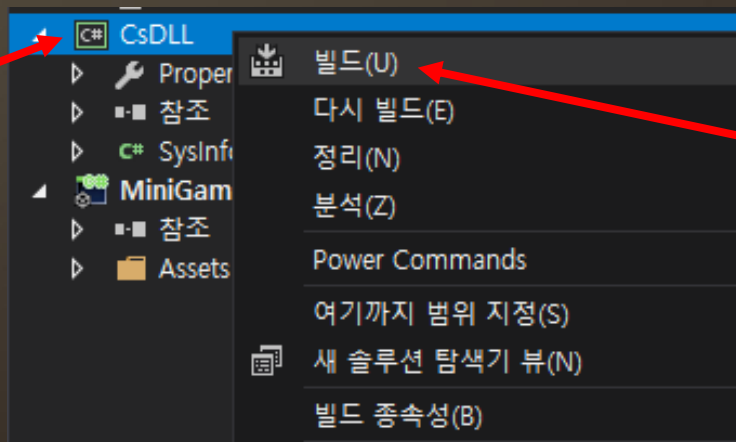 C# CsDLL
빌드(U)
Proper
다시 빌드(E)
참조
C# SysInf
정리(N)
MiniGam
분석(Z)
참조
Power Commands
Assets
여기까지 범위 지정(S)
새 솔루션 탐색기 뷰(N)
빌드 종속성(B)